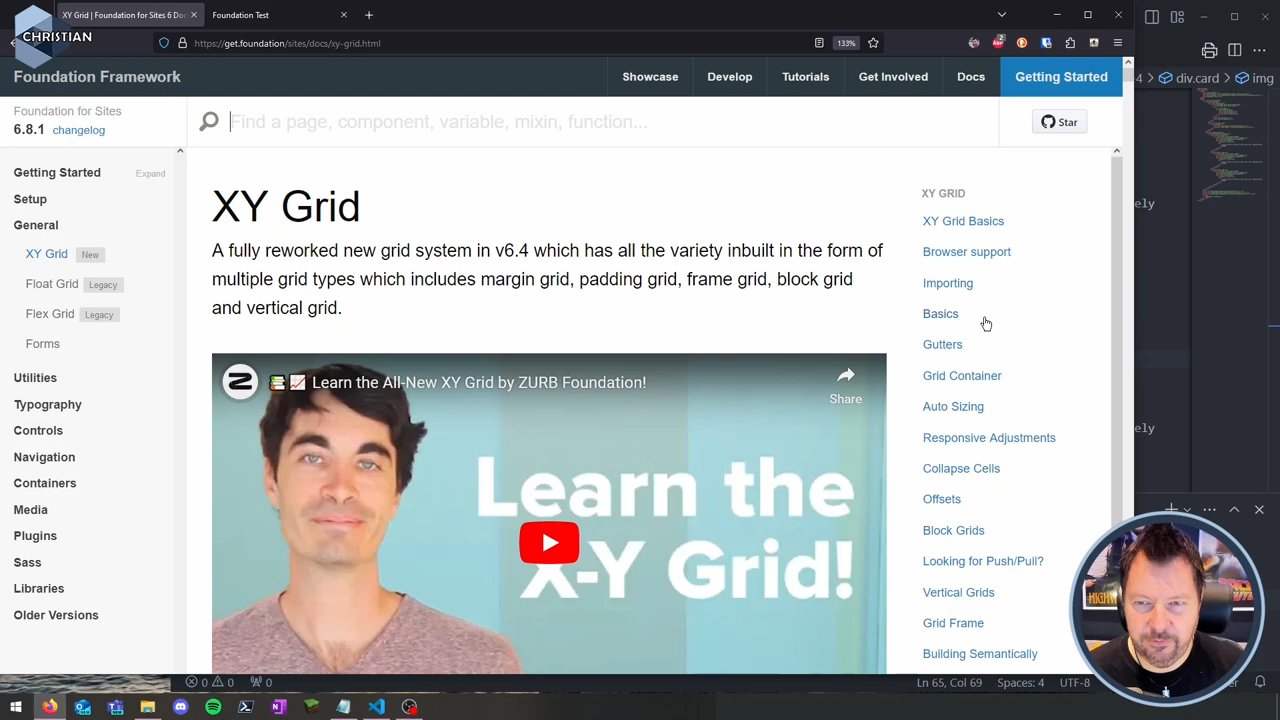 XY Grid | Foundation for Sites 6 Doc
Foundation Test
CHRISTIAN
https://get.foundation/sites/docs/xy-grid.html
133%
2
Foundation Framework
Showcase
Develop
Tutorials
Get Involved
Docs
Getting Started
4
div.card
img
Foundation for Sites
6.8.1 changelog
Find a page, component, variable, mixin, function...
Star
Getting Started
Expand
Setup
General
XY Grid New
Float Grid Legacy
Flex Grid Legacy
Forms
Utilities
Typography
Controls
Navigation
Containers
Media
Plugins
Sass
Libraries
Older Versions
XY Grid
A fully reworked new grid system in v6.4 which has all the variety inbuilt in the form of
multiple grid types which includes margin grid, padding grid, frame grid, block grid
and vertical grid.
Learn the All-New XY Grid by ZURB Foundation!
Share
Learn the
X-Y Grid!
XY GRID
XY Grid Basics
Browser support
Importing
Basics
Gutters
Grid Container
Auto Sizing
Responsive Adjustments
Collapse Cells
Offsets
Block Grids
Looking for Push/Pull?
Vertical Grids
Grid Frame
Building Semantically
ely
ely
0 0 0
Ln 65, Col 69
Spaces: 4
UTF-8